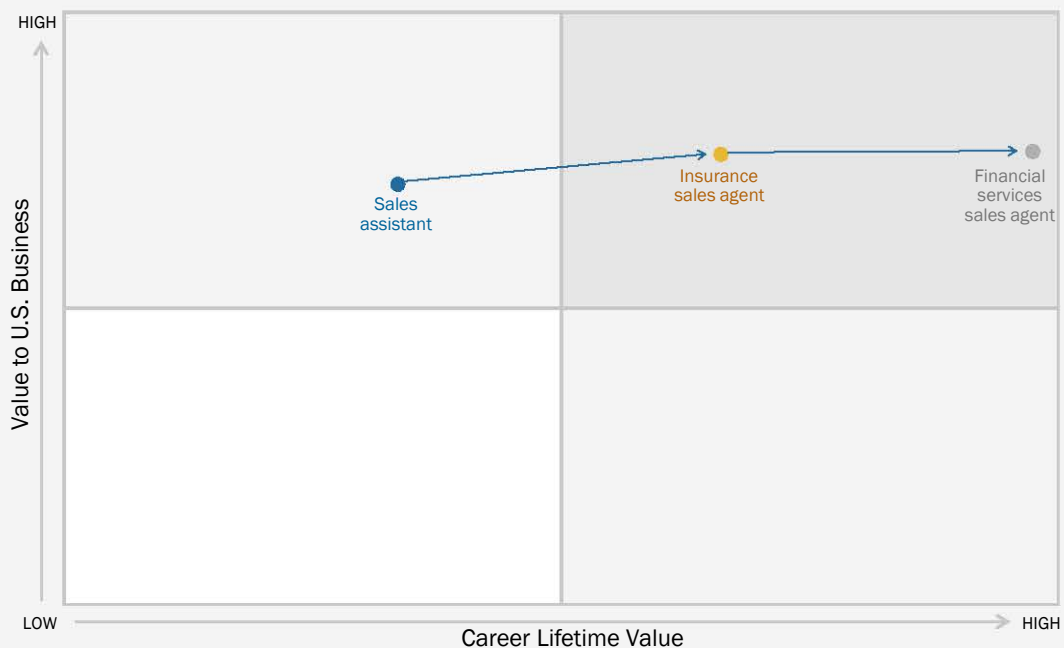 HIGH
Value to U.S. Business
Sales
assistant
Insurance
sales agent
Financial
services
sales agent
LOW
Career Lifetime Value
HIGH